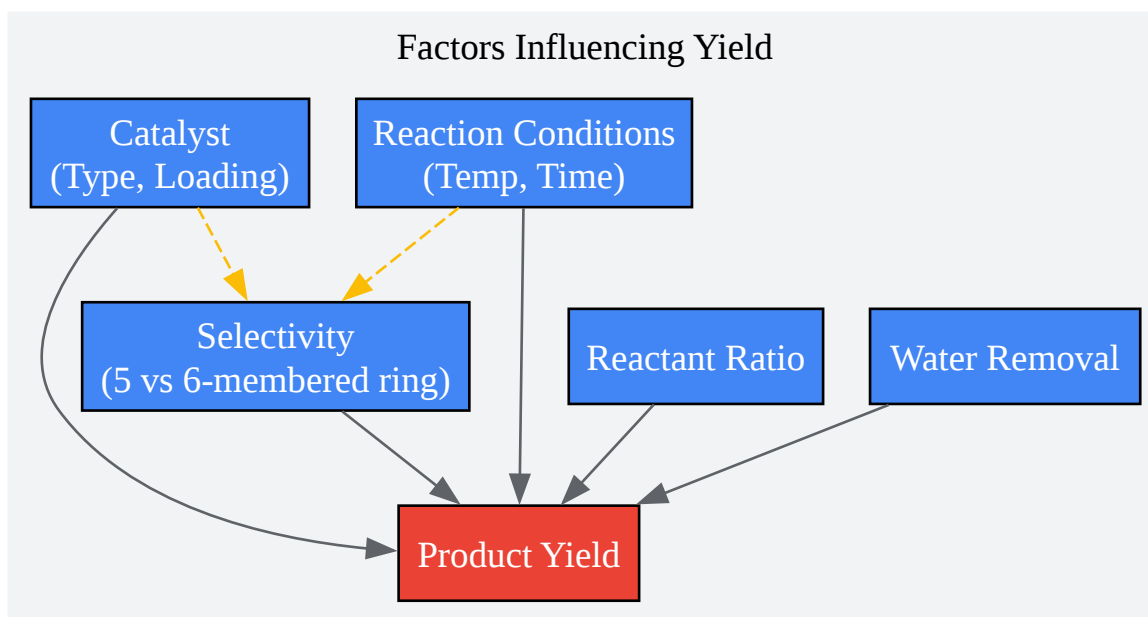 Factors Influencing Yield
Catalyst
(Type, Loading)
Reaction Conditions
(Temp, Time)
Selectivity
(5 vs 6-membered ring)
Reactant Ratio
Water Removal
Product Yield